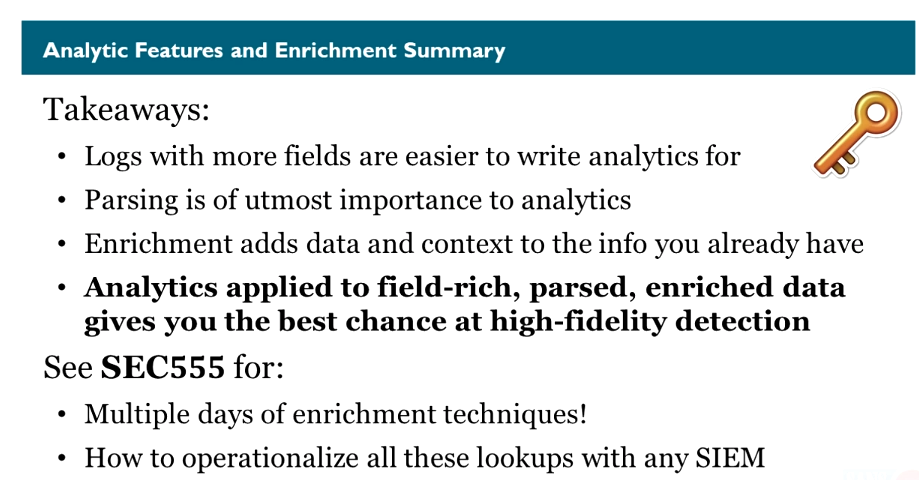 Analytic Features and Enrichment Summary
Takeaways:
• Logs with more fields are easier to write analytics for
• Parsing is of utmost importance to analytics
• Enrichment adds data and context to the info you already have
• Analytics applied to field-rich, parsed, enriched data
gives you the best chance at high-fidelity detection
See SEC555 for:
• Multiple days of enrichment techniques!
• How to operationalize all these lookups with any SIEM